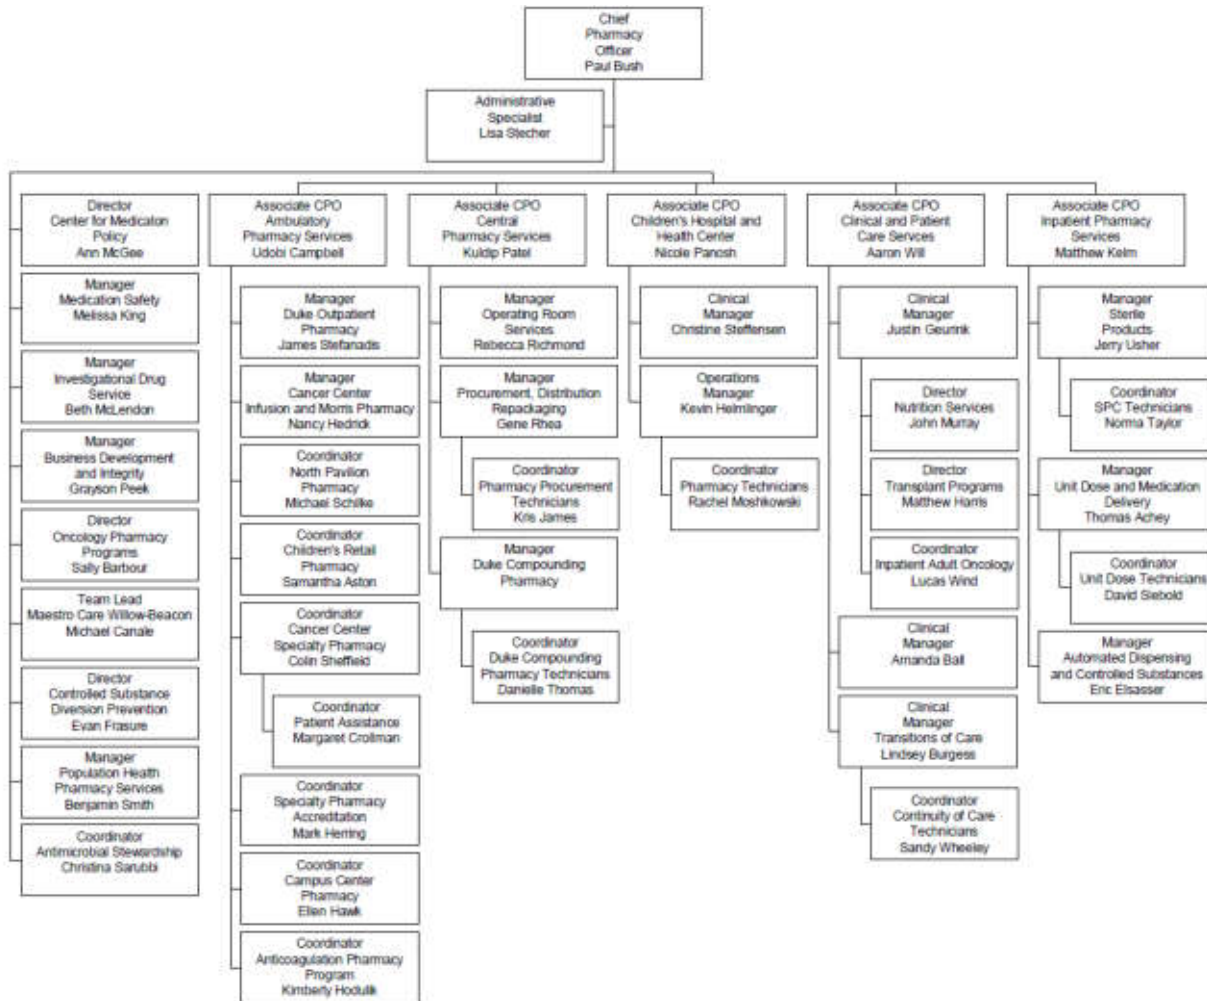 Chief
Pharmacy
Officer
Paul Bush
Administrative
Specialist
Lisa Stecher
Director
Center for Medicaton
Policy
Ann McGee
Manager
Medication Safety
Melissa King
Manager
Investigational Drug
Service
Beth McLendon
Manager
Business Development
and Integrity
Grayson Peek
Director
Oncology Pharmacy
Programs
Sally Barbour
Team Lead
Maestro Care Willow-Beacon
Michael Canale
Director
Controlled Substance
Diversion Prevention
Evan Frasure
Manager
Population Health
Pharmacy Services
Benjamin Smith
Coordinator
Antimicrobial Stewardship
Christina Sarubbi
Associate CPO
Ambulatory
Pharmacy Services
Udobi Campbell
Manager
Duke Outpatient
Pharmacy
James Stefanadis
Manager
Cancer Center
Infusion and Morris Pharmacy
Nancy Hedrick
Coordinator
North Pavilion
Pharmacy
Michael Schilke
Coordinator
Children's Retail
Pharmacy
Samantha Aston
Coordinator
Cancer Center
Specialty Pharmacy
Colin Sheffield
Coordinator
Patient Assistance
Margaret Crollman
Coordinator
Specialty Pharmacy
Accreditation
Mark Herring
Coordinator
Campus Center
Pharmacy
Ellen Hawk
Coordinator
Anticoagulation Pharmacy
Program
Kimberly Hodulik
Associate CPO
Central
Pharmacy Services
Kuldip Patel
Manager
Operating Room
Services
Rebecca Richmond
Manager
Procurement, Distribution
Repackaging
Gene Rhea
Coordinator
Pharmacy Procurement
Technicians
Kris James
Manager
Duke Compounding
Pharmacy
Coordinator
Duke Compounding
Pharmacy Technicians
Danielle Thomas
Associate CPO
Children's Hospital and
Health Center
Nicole Panosh
Clinical
Manager
Christine Steffensen
Operations
Manager
Kevin Helmlinger
Coordinator
Pharmacy Technicians
Rachel Moshkowski
Associate CPO
Clinical and Patient
Care Servces
Aaron Will
Clinical
Manager
Justin Geurink
Director
Nutrition Services
John Murray
Director
Transplant Programs
Matthew Harris
Coordinator
Inpatient Adult Oncology
Lucas Wind
Clinical
Manager
Amanda Ball
Clinical
Manager
Transitions of Care
Lindsey Burgess
Coordinator
Continuity of Care
Technicians
Sandy Wheeley
Associate CPO
Inpatient Pharmacy
Services
Matthew Kelm
Manager
Sterile
Products
Jerry Usher
Coordinator
SPC Technicians
Norma Taylor
Manager
Unit Dose and Medication
Delivery
Thomas Achey
Coordinator
Unit Dose Technicians
David Siebold
Manager
Automated Dispensing
and Controlled Substances
Eric Elsasser